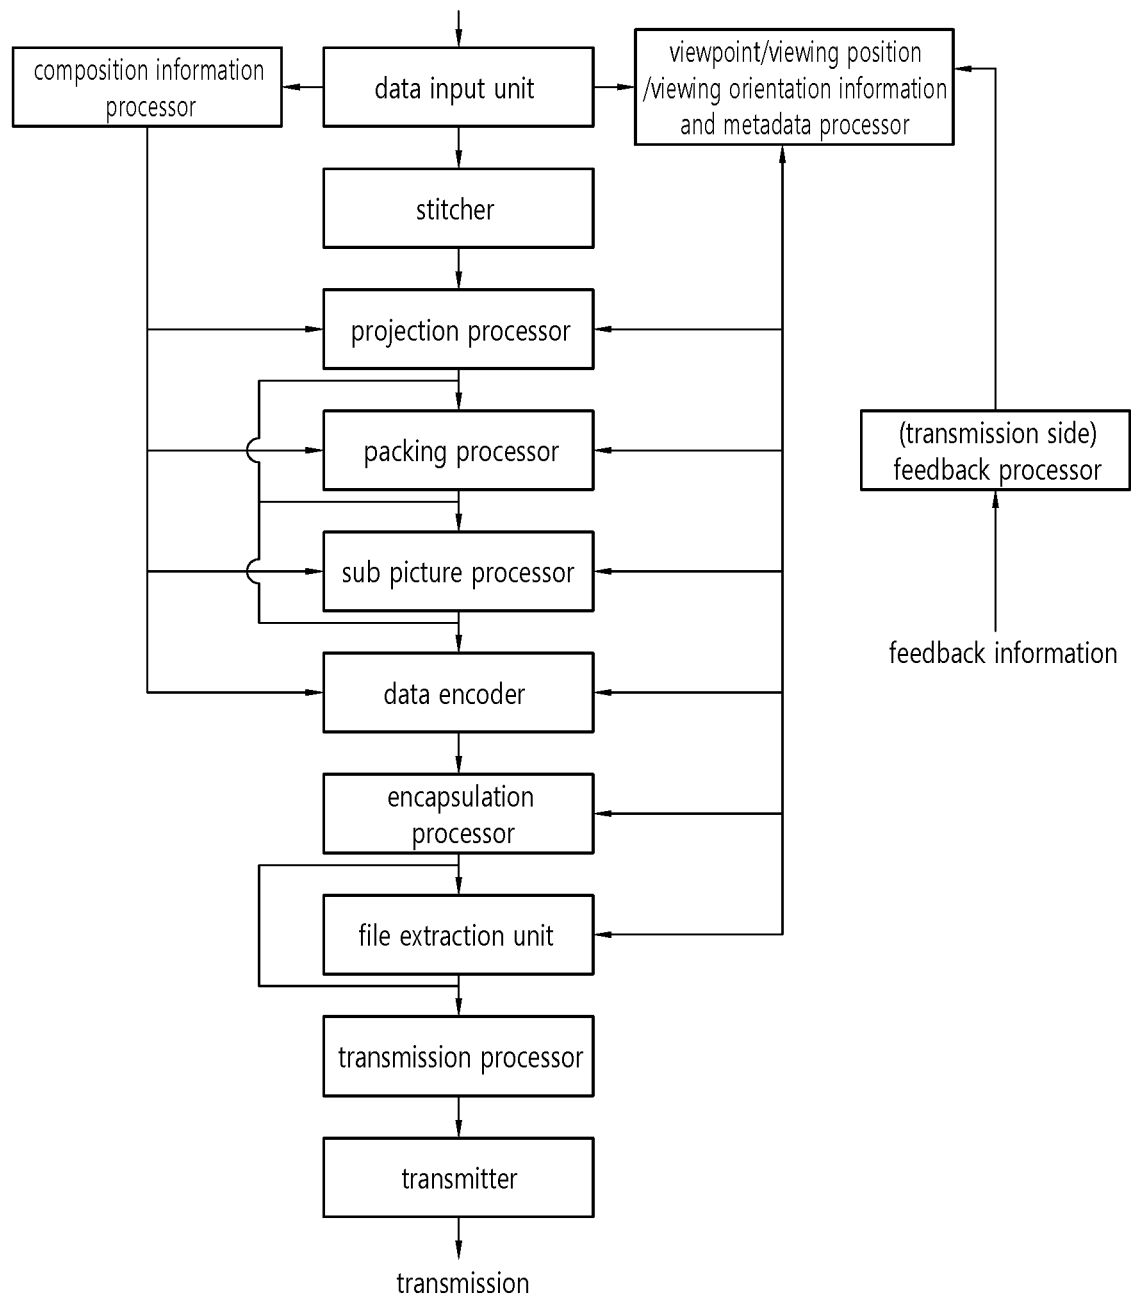 composition information
processor
data input unit
viewpoint/viewing position
/viewing orientation information
and metadata processor
stitcher
projection processor
packing processor
(transmission side)
feedback processor
sub picture processor
feedback information
data encoder
encapsulation
processor
file extraction unit
transmission processor
transmitter
transmission